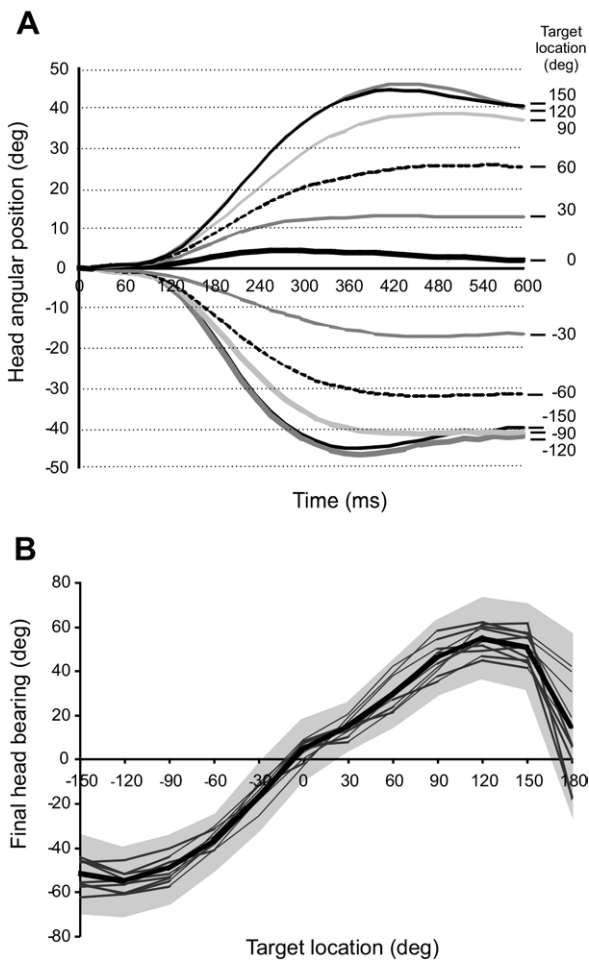 A
Target
location
(deg)
50
40
30
20
10
0
-10
-20
-30
-40
-50
Head angular position (deg)
0 60 120 180 240 300 360 420 480 540 600
150
120
90
60
30
0
-30
-60
-150
-90
-120
Time (ms)
B
80
60
40
20
0
-20
-40
-60
-80
Final head bearing (deg)
-150 -120 -90 -60 -30 0 30 60 90 120 150 180
Target location (deg)